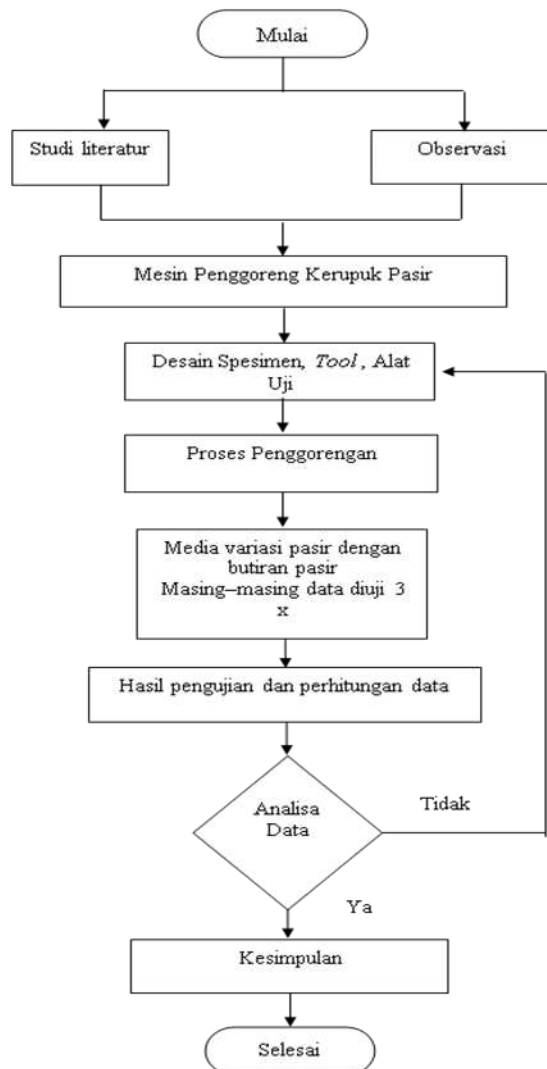 Mulai
Studi literatur
Observasi
Mesin Penggoreng Kerupuk Pasir
Desain Spesimen, Tool , Alat
Uji
Proses Penggorengan
Media variasi pasir dengan
butiran pasir
Masing–masing data diuji 3
x
Hasil pengujian dan perhitungan data
Analisa
Data
Tidak
Ya
Kesimpulan
Selesai